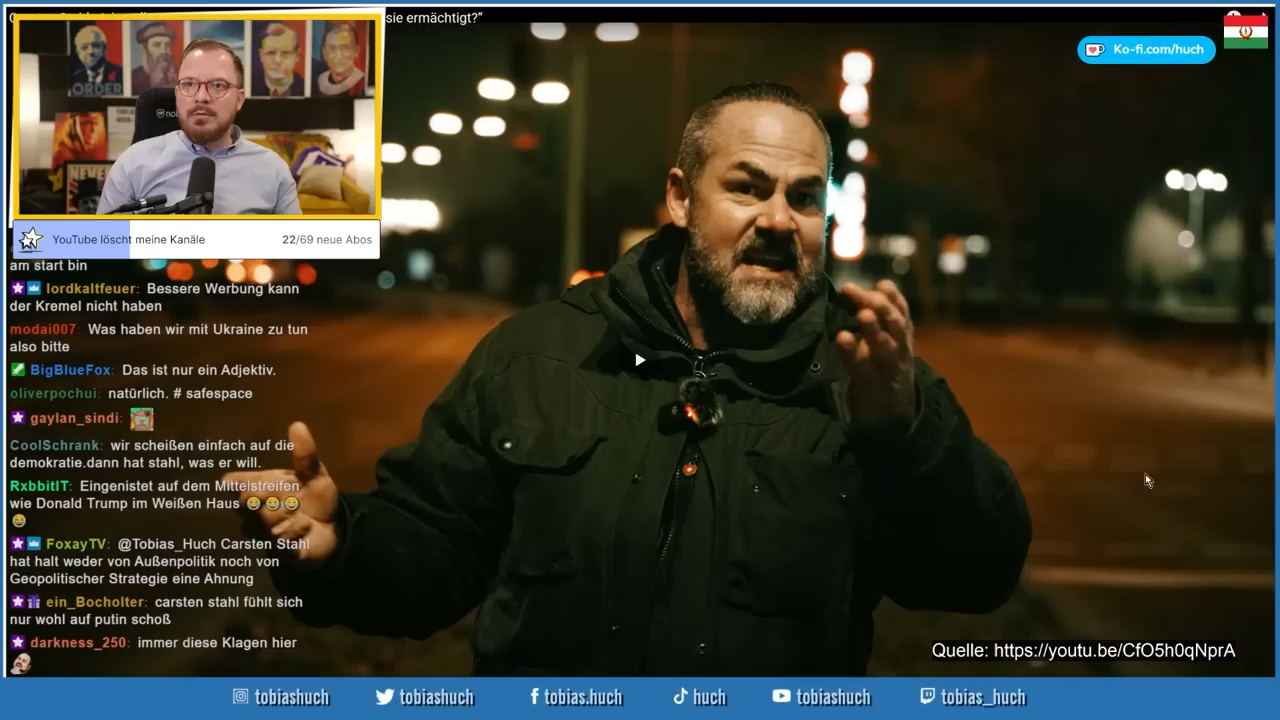 sie ermächtigt?“
Ko-fi.com/huch
ORDER
NEVER
YouTube löscht meine Kanäle
22/69 neue Abos
am start bin
lordkaltfeuer: Bessere Werbung kann
der Kremel nicht haben
modai007: Was haben wir mit Ukraine zu tun
also bitte
BigBlueFox: Das ist nur ein Adjektiv.
oliverpochui: natürlich. # safespace
gaylan_sindi:
CoolSchrank: wir scheißen einfach auf die
demokratie.dann hat stahl, was er will.
RxbbitIT: Eingenistet auf dem Mittelstreifen
wie Donald Trump im Weißen Haus
FoxayTV: @Tobias_Huch Carsten Stahl
hat halt weder von Außenpolitik noch von
Geopolitischer Strategie eine Ahnung
ein_Bocholter: carsten stahl fühlt sich
nur wohl auf putin schoß
darkness_250: immer diese Klagen hier
Quelle: https://youtu.be/CfO5h0qNprA
tobiashuch
tobiashuch
tobias.huch
huch
tobiashuch
tobias_huch